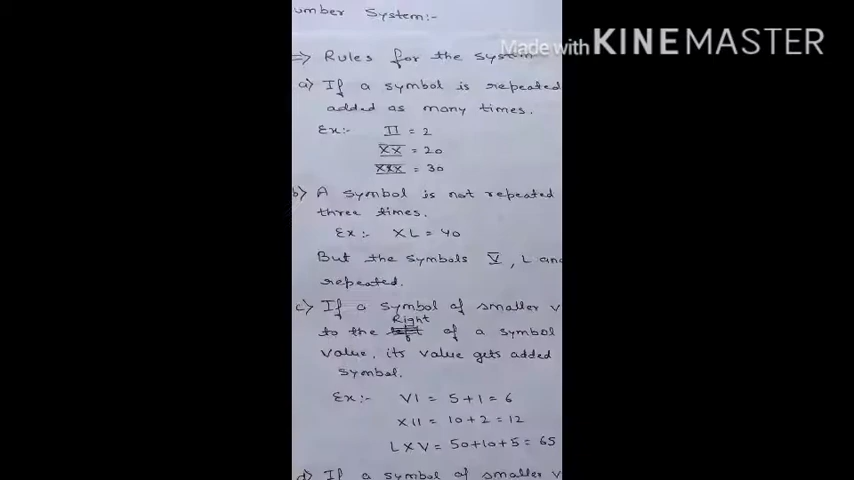 umber System:-
Made with KINEMASTER
=> Rules for the system
a) If a symbol is repeated
added as many times.
Ex:- II = 2
XX = 20
XXX = 30
b) A symbol is not repeated
three times.
Ex:- XL = 40
But the symbols V, L and
repeated.
c) If a symbol of smaller v
Right
to the left of a symbol
value, its value gets added
symbol.
Ex:- VI = 5+1 = 6
XII = 10+2 = 12
LXV = 50+10+5 = 65
d) If a symbol of smaller v